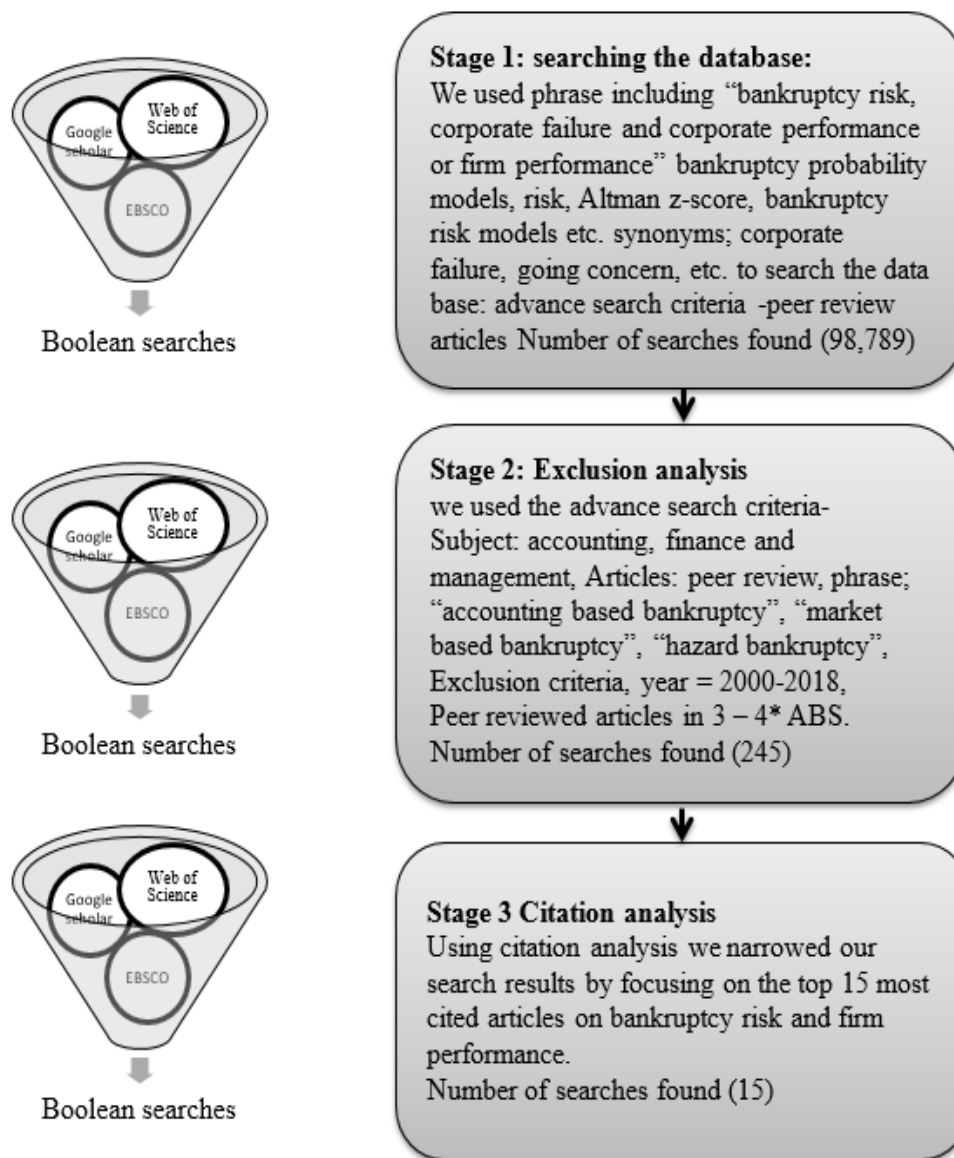 Google
scholar
Web of
Science
EBSCO
Boolean searches
Stage 1: searching the database:
We used phrase including “bankruptcy risk,
corporate failure and corporate performance
or firm performance” bankruptcy probability
models, risk, Altman z-score, bankruptcy
risk models etc. synonyms; corporate
failure, going concern, etc. to search the data
base: advance search criteria -peer review
articles Number of searches found (98,789)
Google
scholar
Web of
Science
EBSCO
Boolean searches
Stage 2: Exclusion analysis
we used the advance search criteria-
Subject: accounting, finance and
management, Articles: peer review, phrase;
“accounting based bankruptcy”, “market
based bankruptcy”, “hazard bankruptcy”,
Exclusion criteria, year = 2000-2018,
Peer reviewed articles in 3 – 4* ABS.
Number of searches found (245)
Google
scholar
Web of
Science
EBSCO
Boolean searches
Stage 3 Citation analysis
Using citation analysis we narrowed our
search results by focusing on the top 15 most
cited articles on bankruptcy risk and firm
performance.
Number of searches found (15)